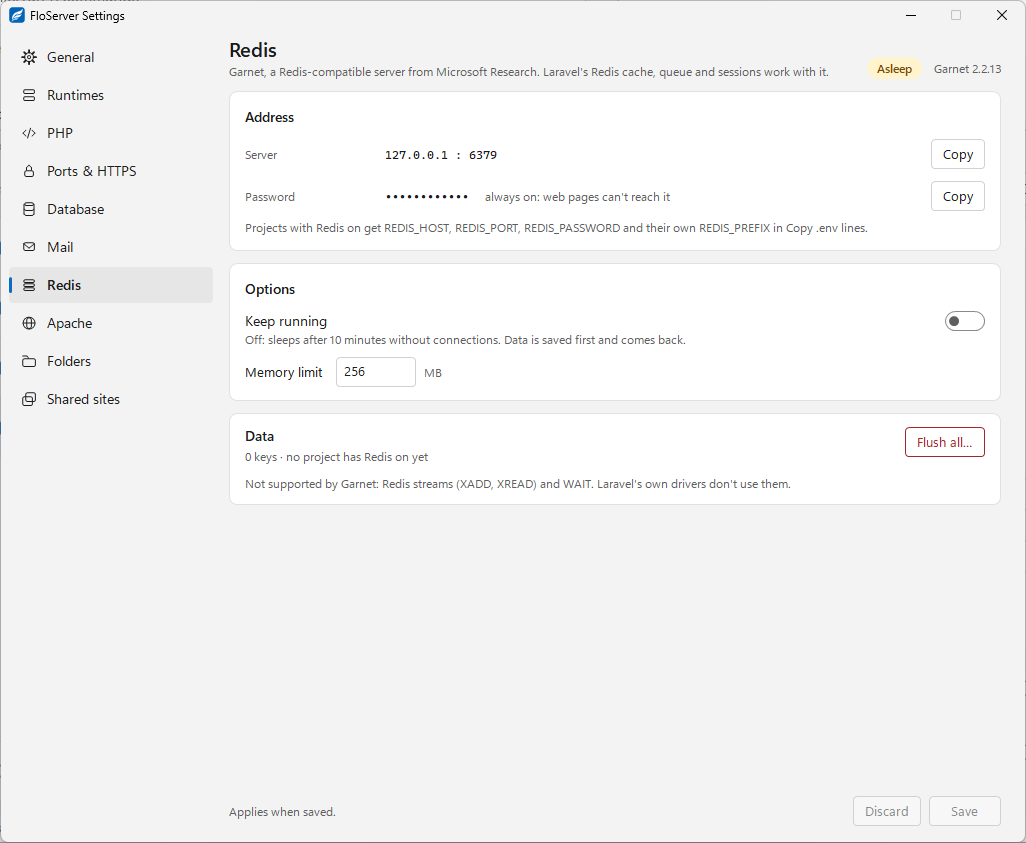 FloServer Settings
General
Runtimes
PHP
Ports & HTTPS
Database
Mail
Redis
Apache
Folders
Shared sites
Redis
Garnet, a Redis-compatible server from Microsoft Research. Laravel's Redis cache, queue and sessions work with it.
Asleep
Garnet 2.2.13
Address
Server 127.0.0.1 : 6379 Copy
Password •••••••••••• always on: web pages can't reach it Copy
Projects with Redis on get REDIS_HOST, REDIS_PORT, REDIS_PASSWORD and their own REDIS_PREFIX in Copy .env lines.
Options
Keep running
Off: sleeps after 10 minutes without connections. Data is saved first and comes back.
Memory limit 256 MB
Data
0 keys · no project has Redis on yet
Flush all...
Not supported by Garnet: Redis streams (XADD, XREAD) and WAIT. Laravel's own drivers don't use them.
Applies when saved.
Discard Save